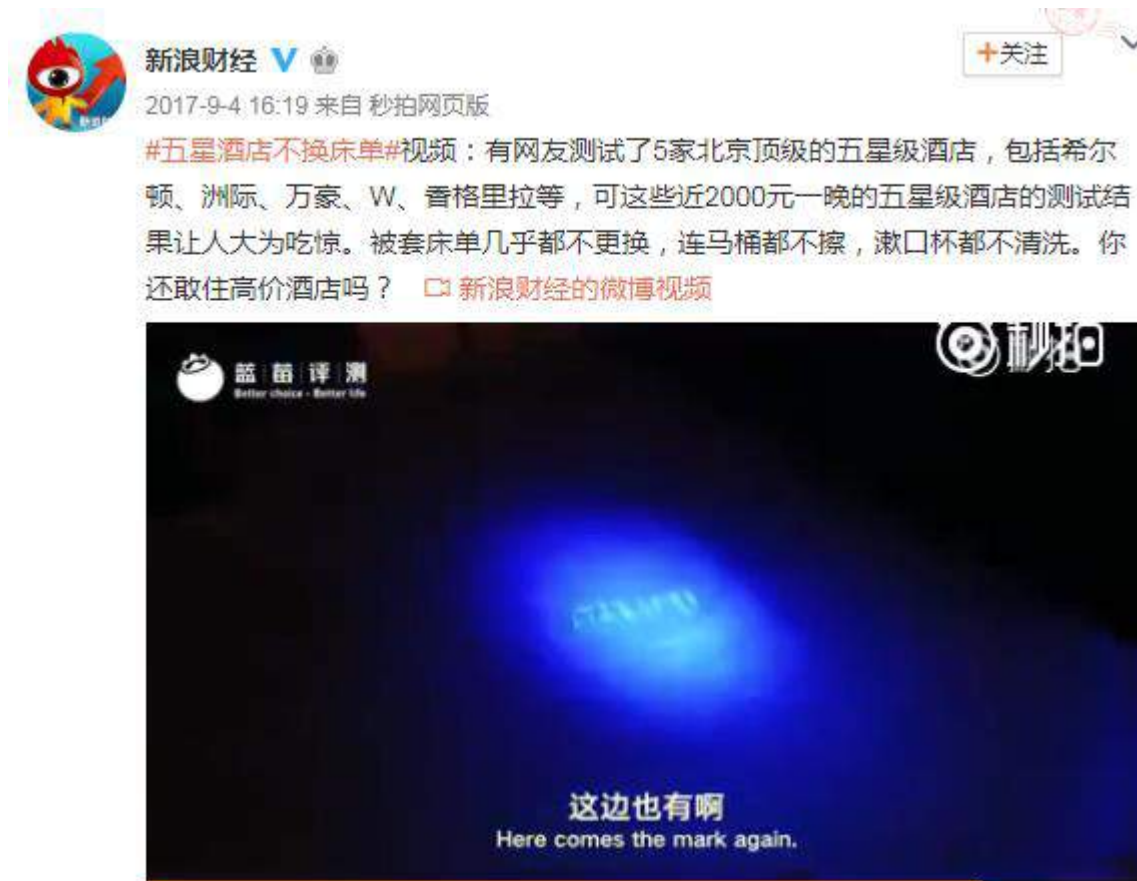 新浪财经
+关注
2017-9-4 16:19 来自 秒拍网页版
#五星酒店不换床单#视频：有网友测试了5家北京顶级的五星级酒店，包括希尔
顿、洲际、万豪、W、香格里拉等，可这些近2000元一晚的五星级酒店的测试结
果让人大为吃惊。被套床单几乎都不更换，连马桶都不擦，漱口杯都不清洗。你
还敢住高价酒店吗？ 新浪财经的微博视频
秒拍
蓝莓评测
Better choice - Better life
这边也有啊
Here comes the mark again.